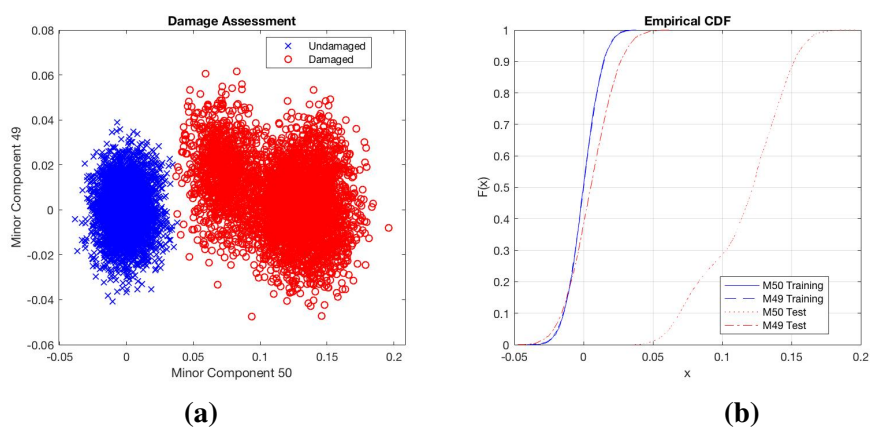 Damage Assessment
0.08
0.06
0.04
0.02
0
-0.02
-0.04
-0.06
Minor Component 49
Undamaged
Damaged
-0.05 0 0.05 0.1 0.15 0.2
Minor Component 50
(a)
Empirical CDF
1
0.9
0.8
0.7
0.6
0.5
0.4
0.3
0.2
0.1
0
F(x)
M50 Training
M49 Training
M50 Test
M49 Test
-0.05 0 0.05 0.1 0.15 0.2
x
(b)